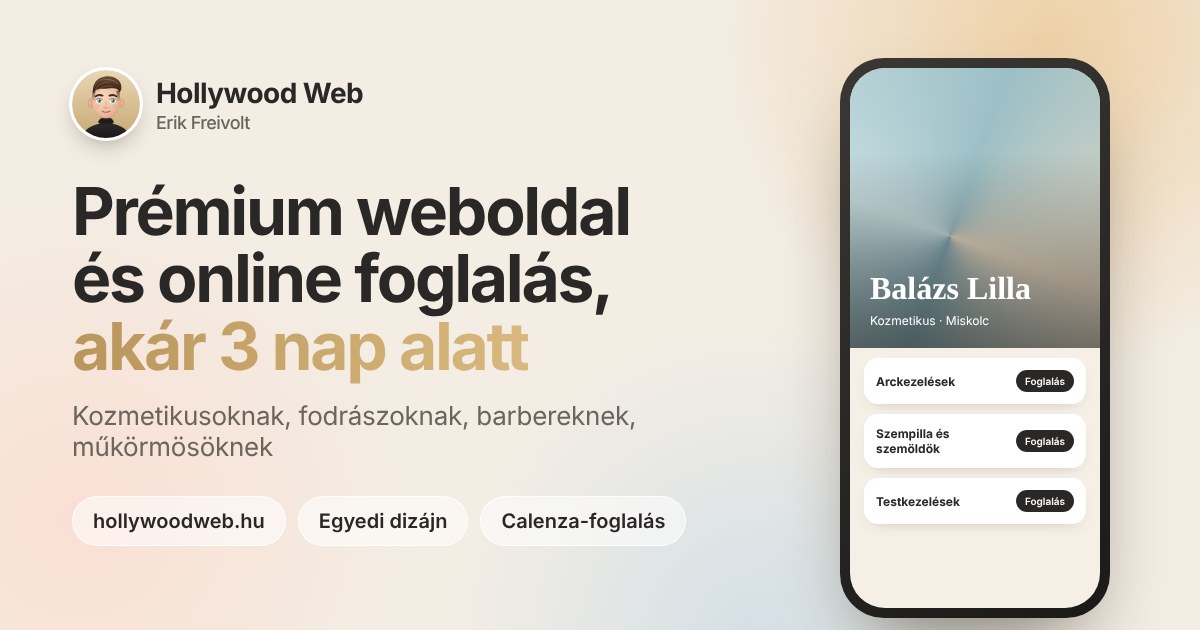 Hollywood Web
Erik Freivolt
Prémium weboldal
és online foglalás,
akár 3 nap alatt
Kozmetikusoknak, fodrászoknak, barbereknek,
műkörmösöknek
hollywoodweb.hu
Egyedi dizájn
Calenza-foglalás
Balázs Lilla
Kozmetikus · Miskolc
Arckezelések
Foglalás
Szempilla és
szemöldök
Foglalás
Testkezelések
Foglalás